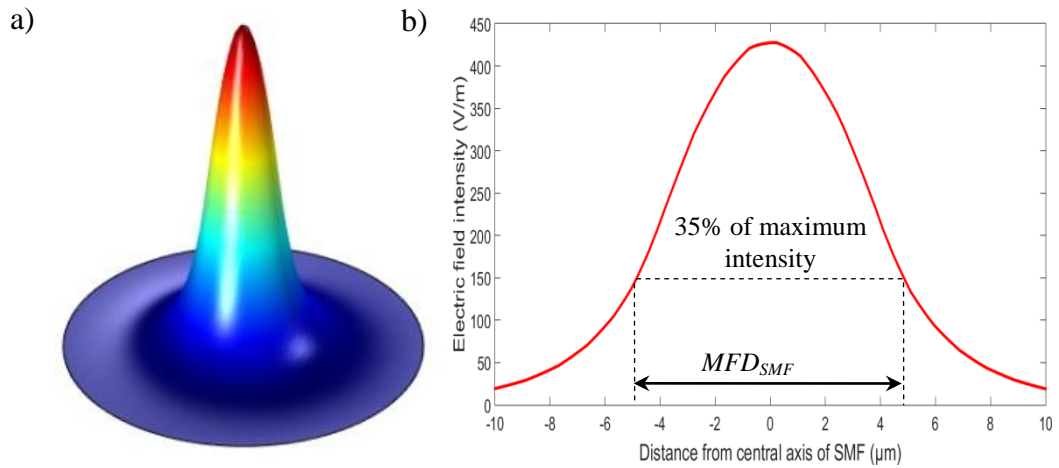 a)
b)
450
400
350
300
250
200
150
100
50
0
Electric field intensity (V/m)
35% of maximum
intensity
MFD_SMF
-10 -8 -6 -4 -2 0 2 4 6 8 10
Distance from central axis of SMF (μm)